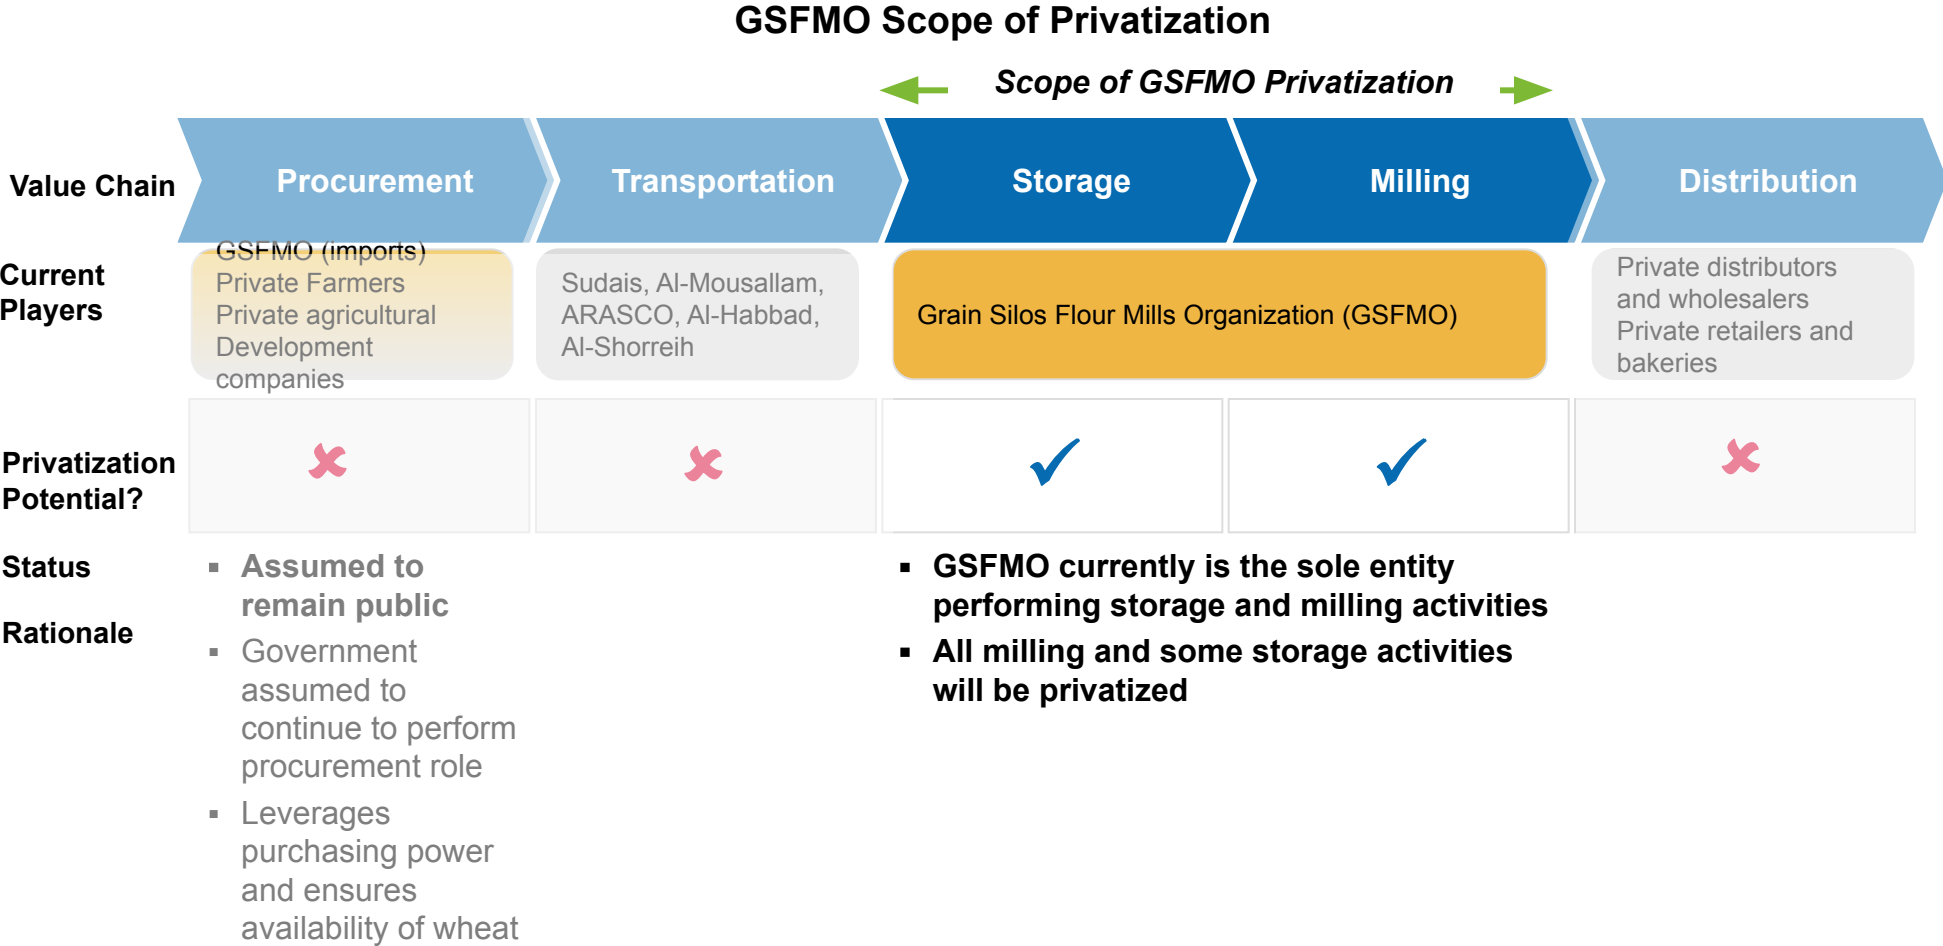 GSFMO Scope of Privatization
Scope of GSFMO Privatization
Value Chain
Procurement
Transportation
Storage
Milling
Distribution
Current
Players
GSFMO (imports)
Private Farmers
Private agricultural
Development
companies
Sudais, Al-Mousallam,
ARASCO, Al-Habbad,
Al-Shorreih
Grain Silos Flour Mills Organization (GSFMO)
Private distributors
and wholesalers
Private retailers and
bakeries
Privatization
Potential?
Status
Rationale
▪ Assumed to
remain public
▪ Government
assumed to
continue to perform
procurement role
▪ Leverages
purchasing power
and ensures
availability of wheat
▪ GSFMO currently is the sole entity
performing storage and milling activities
▪ All milling and some storage activities
will be privatized